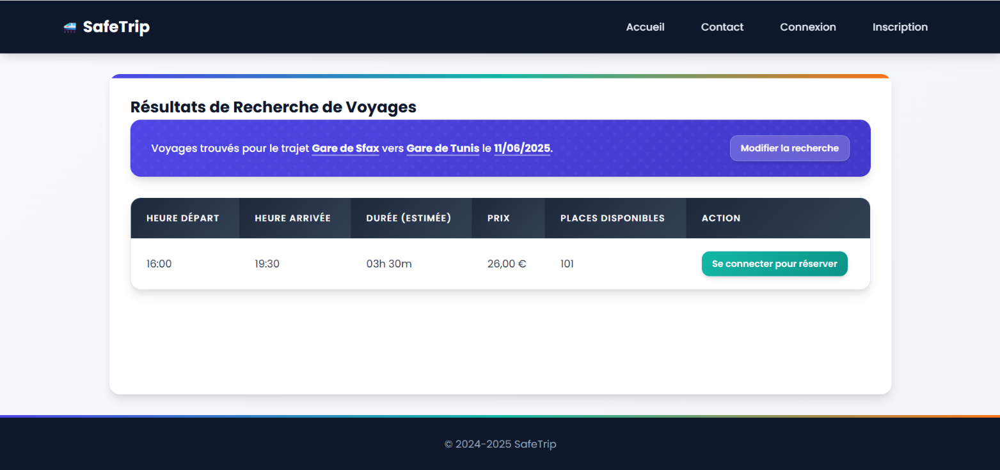 SafeTrip
Accueil Contact Connexion Inscription
Résultats de Recherche de Voyages
Voyages trouvés pour le trajet Gare de Sfax vers Gare de Tunis le 11/06/2025.
Modifier la recherche
HEURE DÉPART HEURE ARRIVÉE DURÉE (ESTIMÉE) PRIX PLACES DISPONIBLES ACTION
16:00 19:30 03h 30m 26,00 € 101 Se connecter pour réserver
© 2024-2025 SafeTrip